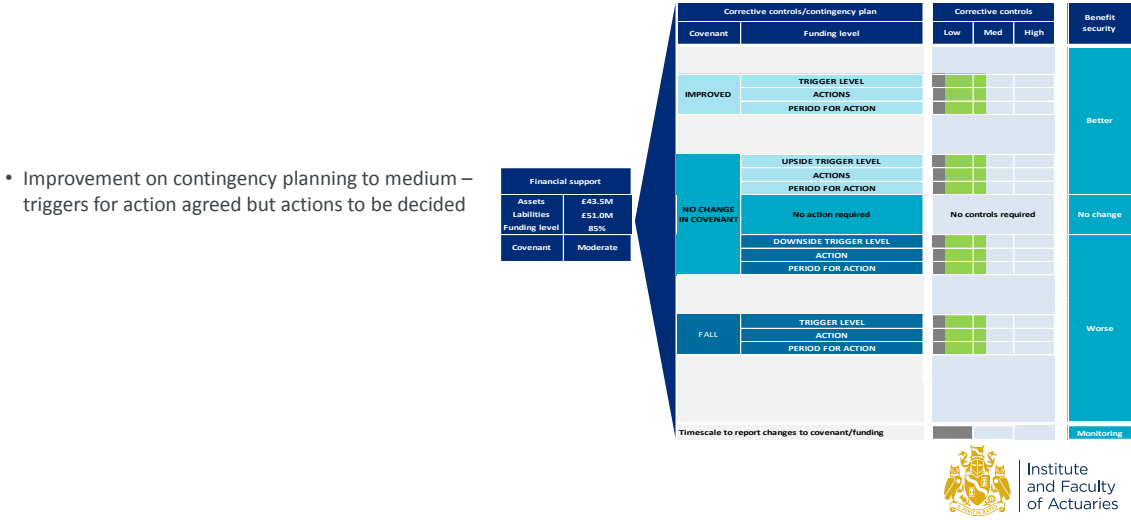 • Improvement on contingency planning to medium –
triggers for action agreed but actions to be decided
Financial support
Assets £43.5M
Labilities £51.0M
Funding level 85%
Covenant Moderate
Corrective controls/contingency plan
Covenant Funding level
IMPROVED
TRIGGER LEVEL
ACTIONS
PERIOD FOR ACTION
NO CHANGE
IN COVENANT
UPSIDE TRIGGER LEVEL
ACTIONS
PERIOD FOR ACTION
No action required
DOWNSIDE TRIGGER LEVEL
ACTION
PERIOD FOR ACTION
FALL
TRIGGER LEVEL
ACTION
PERIOD FOR ACTION
Timescale to report changes to covenant/funding
Corrective controls
Low Med High
No controls required
Benefit
security
Better
No change
Worse
Monitoring
Institute
and Faculty
of Actuaries